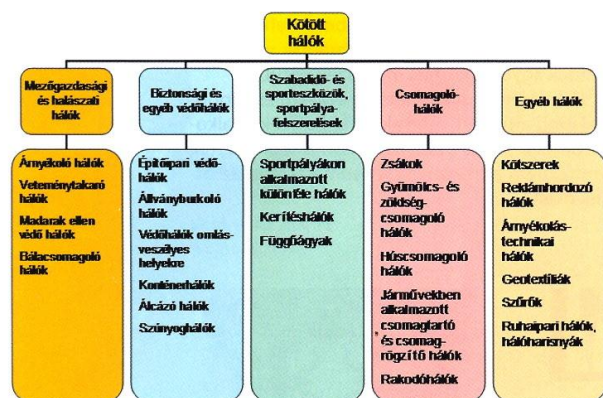 Kötött
hálók
Mezőgazdasági
és halászati
hálók
Árnyékoló hálók
Veteménytakaró
hálók
Madarak ellen
védő hálók
Bálacsomagoló
hálók
Biztonsági és
egyéb védőhálók
Építőipari védő-
hálók
Állványburkoló
hálók
Védőhálók omlás-
veszélyes
helyekre
Konténerhálók
Álcázó hálók
Szúnyoghálók
Szabadidő- és
sporteszközök,
sportpálya-
felszerelések
Sportpályákon
alkalmazott
különféle hálók
Kerítéshálók
Függőágyak
Csomagoló-
hálók
Zsákok
Gyümölcs- és
zöldség-
csomagoló
hálók
Húscsomagoló
hálók
Járművekben
alkalmazott
csomagtartó
és csomag-
rögzítő hálók
Rakodóhálók
Egyéb hálók
Kötszerek
Reklámhordozó
hálók
Árnyékolás-
technikai
hálók
Geotextíliák
Szűrők
Ruhaipari hálók,
hálóharisnyák